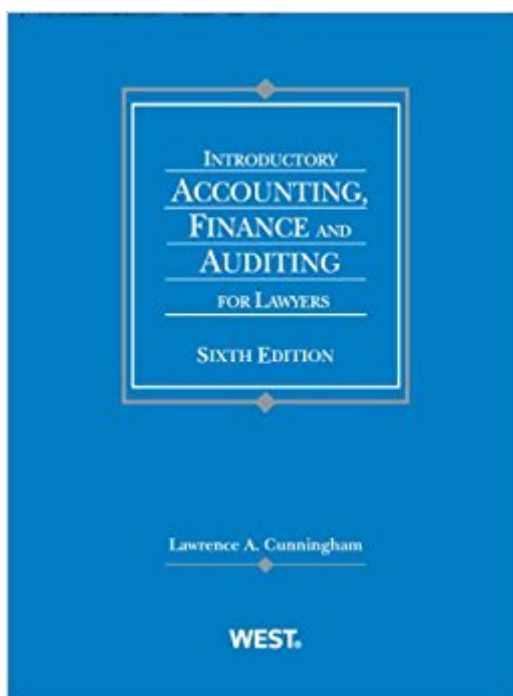 INTRODUCTORY
ACCOUNTING,
FINANCE AND
AUDITING
FOR LAWYERS
SIXTH EDITION
Lawrence A. Cunningham
WEST®